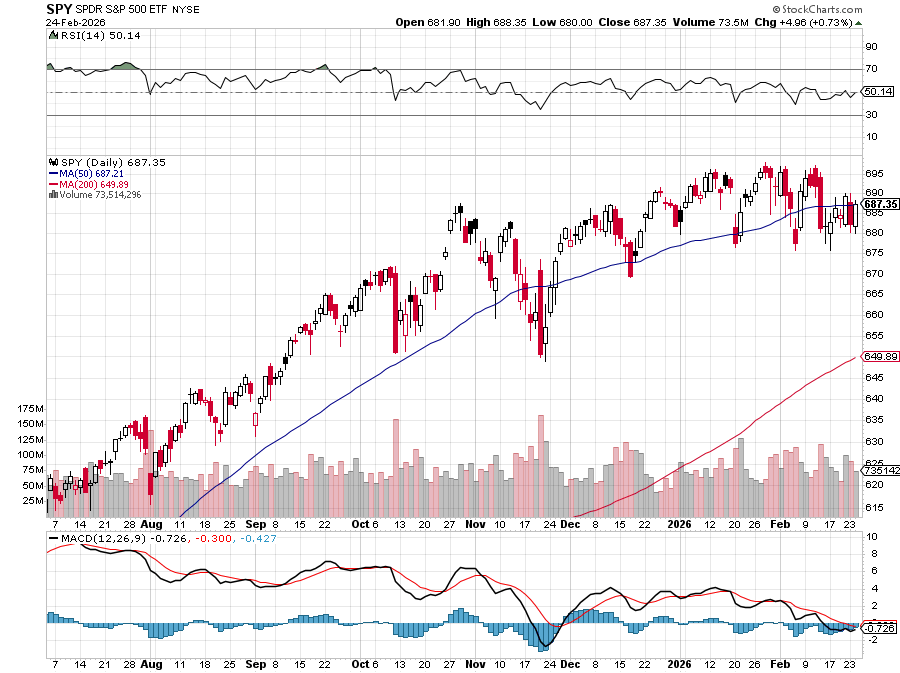 SPY SPDR S&P 500 ETF NYSE
© StockCharts.com
24-Feb-2026
Open 681.90 High 688.35 Low 680.00 Close 687.35 Volume 73.5M Chg +4.96 (+0.73%)
RSI(14) 50.14
90
70
50.14
30
10
SPY (Daily) 687.35
MA(50) 687.21
MA(200) 649.89
Volume 73,514,296
695
690
687.35
685
680
675
670
665
660
655
649.89
645
640
635
630
625
735142
620
615
175M
150M
125M
100M
75M
50M
25M
7 14 21 28 Aug 11 18 25 Sep 8 15 22 Oct 6 13 20 27 Nov 10 17 24 Dec 8 15 22 2026 12 20 26 Feb 9 17 23
MACD(12,26,9) -0.726, -0.300, -0.427
10
8
6
4
2
-0.726
-2
7 14 21 28 Aug 11 18 25 Sep 8 15 22 Oct 6 13 20 27 Nov 10 17 24 Dec 8 15 22 2026 12 20 26 Feb 9 17 23